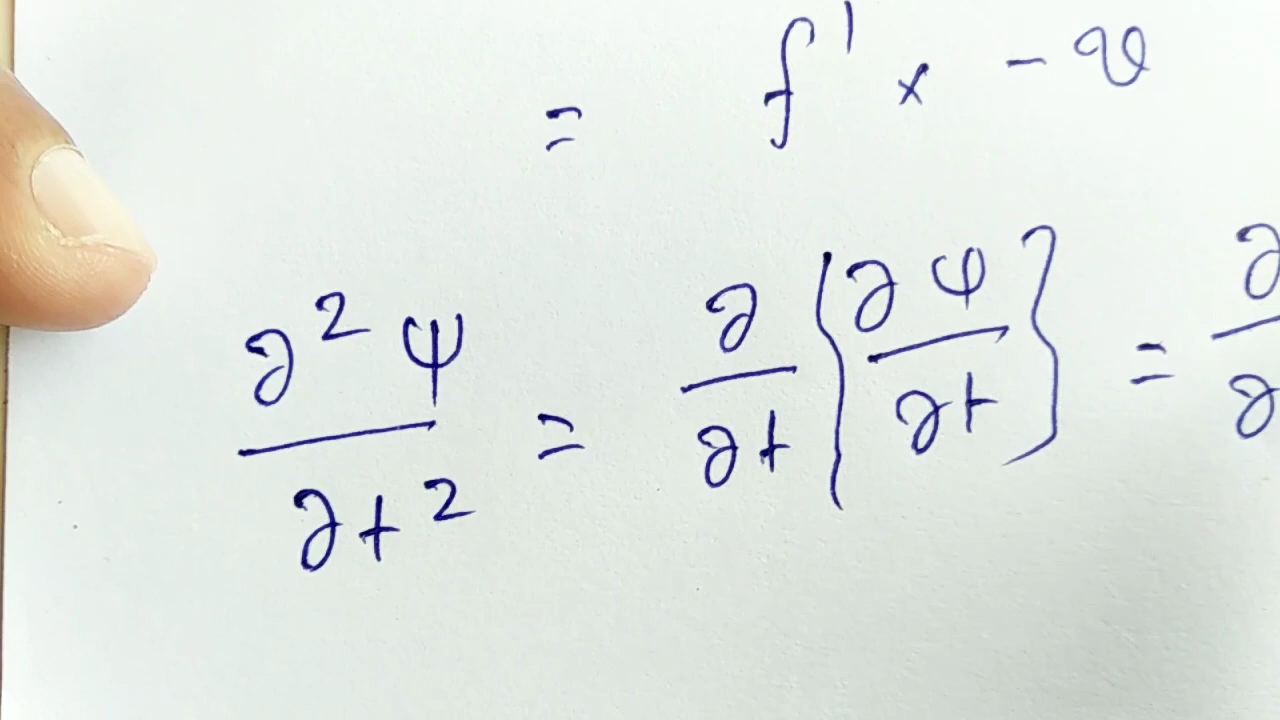 = f' × - v
∂²ψ/∂t² = ∂/∂t {∂ψ/∂t} = ∂/∂